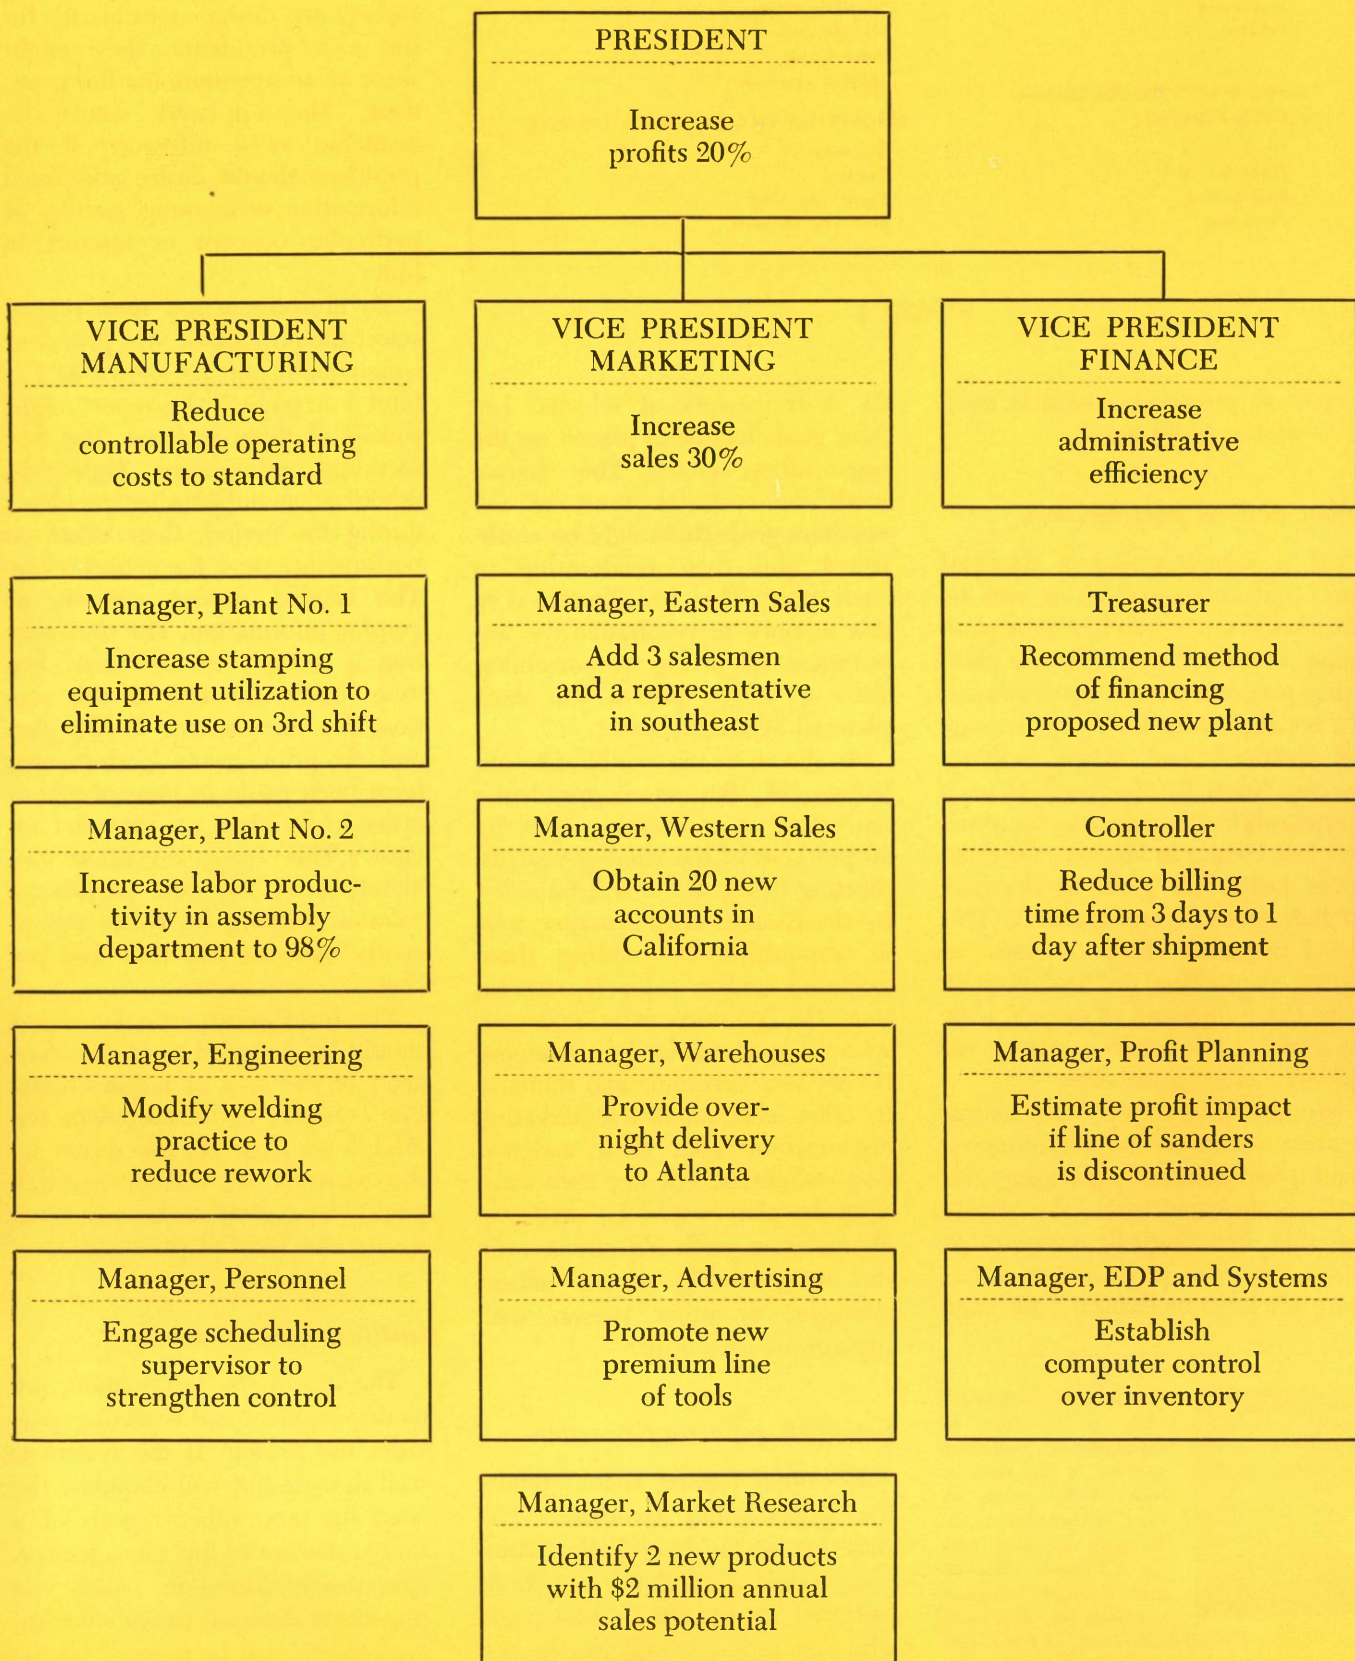 PRESIDENT
Increase
profits 20%
VICE PRESIDENT
MANUFACTURING
Reduce
controllable operating
costs to standard
VICE PRESIDENT
MARKETING
Increase
sales 30%
VICE PRESIDENT
FINANCE
Increase
administrative
efficiency
Manager, Plant No. 1
Increase stamping
equipment utilization to
eliminate use on 3rd shift
Manager, Eastern Sales
Add 3 salesmen
and a representative
in southeast
Treasurer
Recommend method
of financing
proposed new plant
Manager, Plant No. 2
Increase labor produc-
tivity in assembly
department to 98%
Manager, Western Sales
Obtain 20 new
accounts in
California
Controller
Reduce billing
time from 3 days to 1
day after shipment
Manager, Engineering
Modify welding
practice to
reduce rework
Manager, Warehouses
Provide over-
night delivery
to Atlanta
Manager, Profit Planning
Estimate profit impact
if line of sanders
is discontinued
Manager, Personnel
Engage scheduling
supervisor to
strengthen control
Manager, Advertising
Promote new
premium line
of tools
Manager, EDP and Systems
Establish
computer control
over inventory
Manager, Market Research
Identify 2 new products
with $2 million annual
sales potential